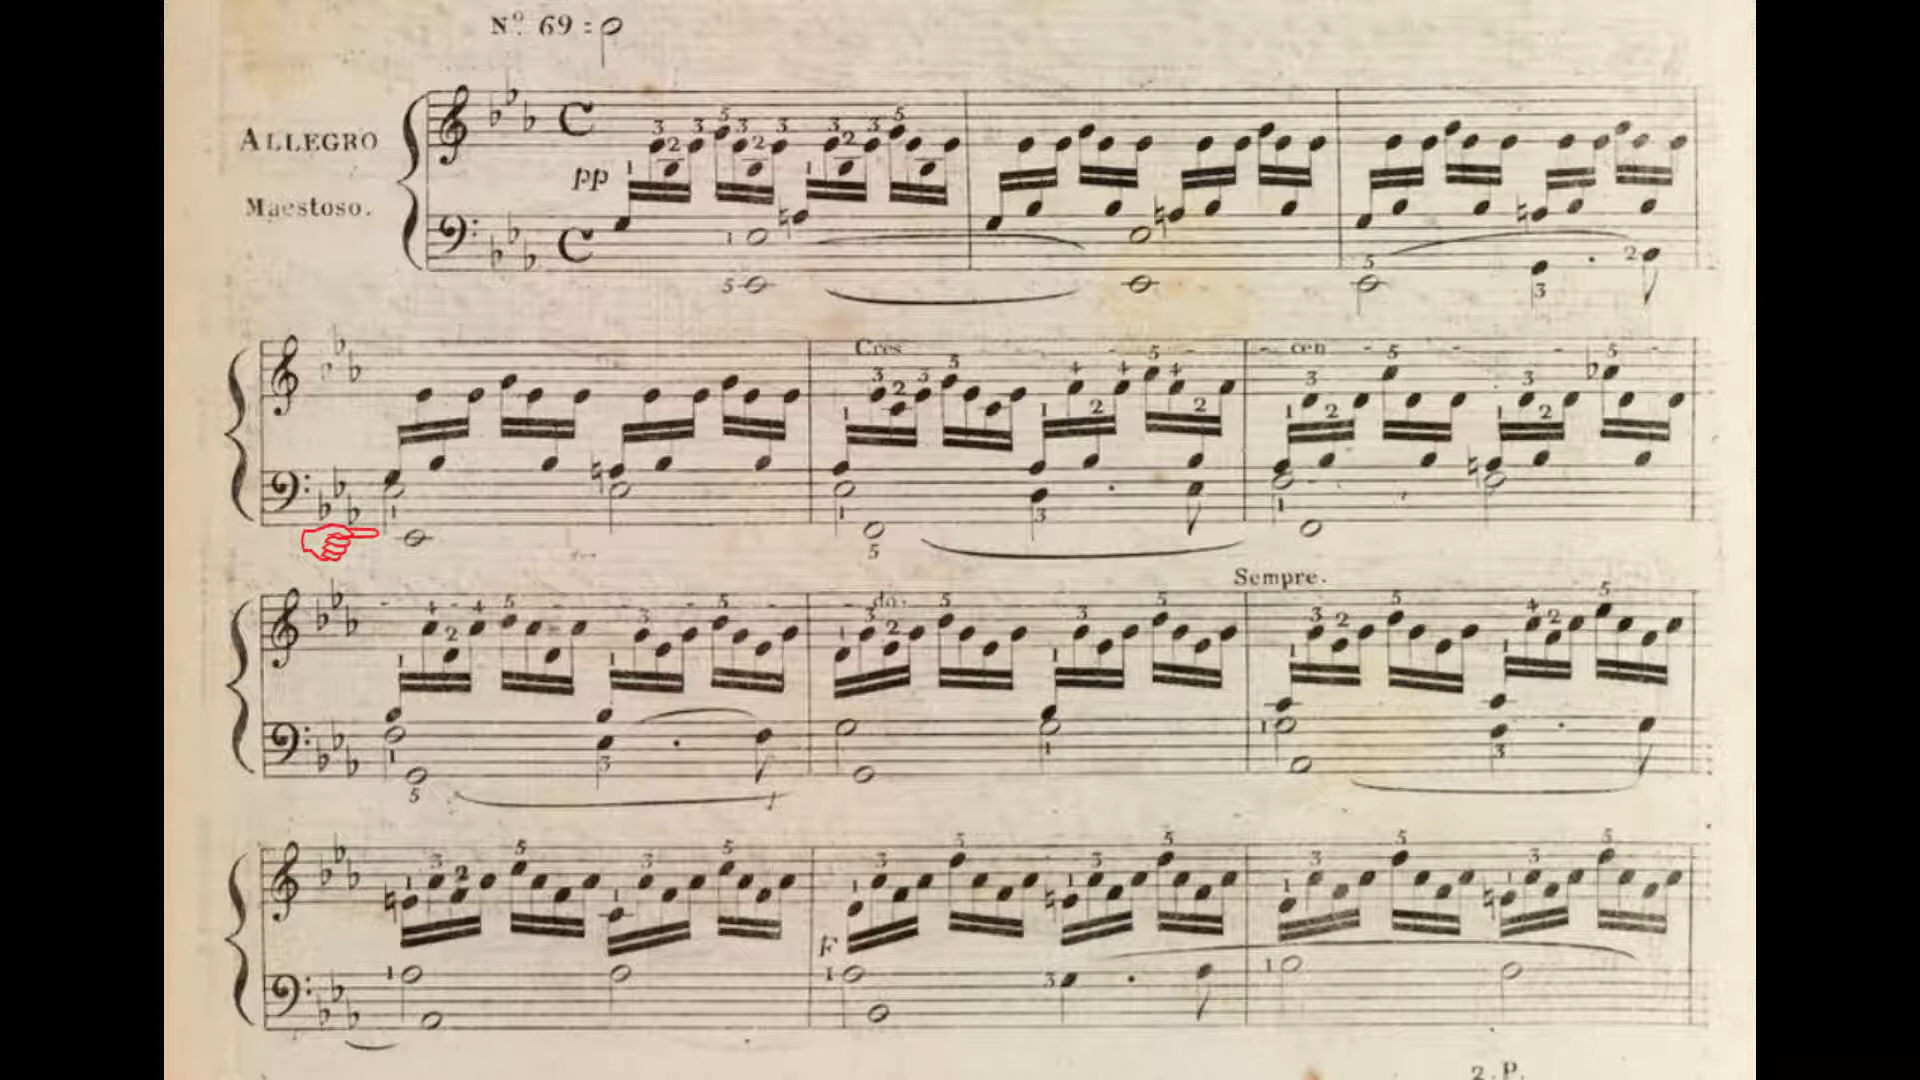 Nº 69 =
ALLEGRO
Maestoso.
pp
Cres - - - cen - -
- - - do.
Sempre.
F
2. P.